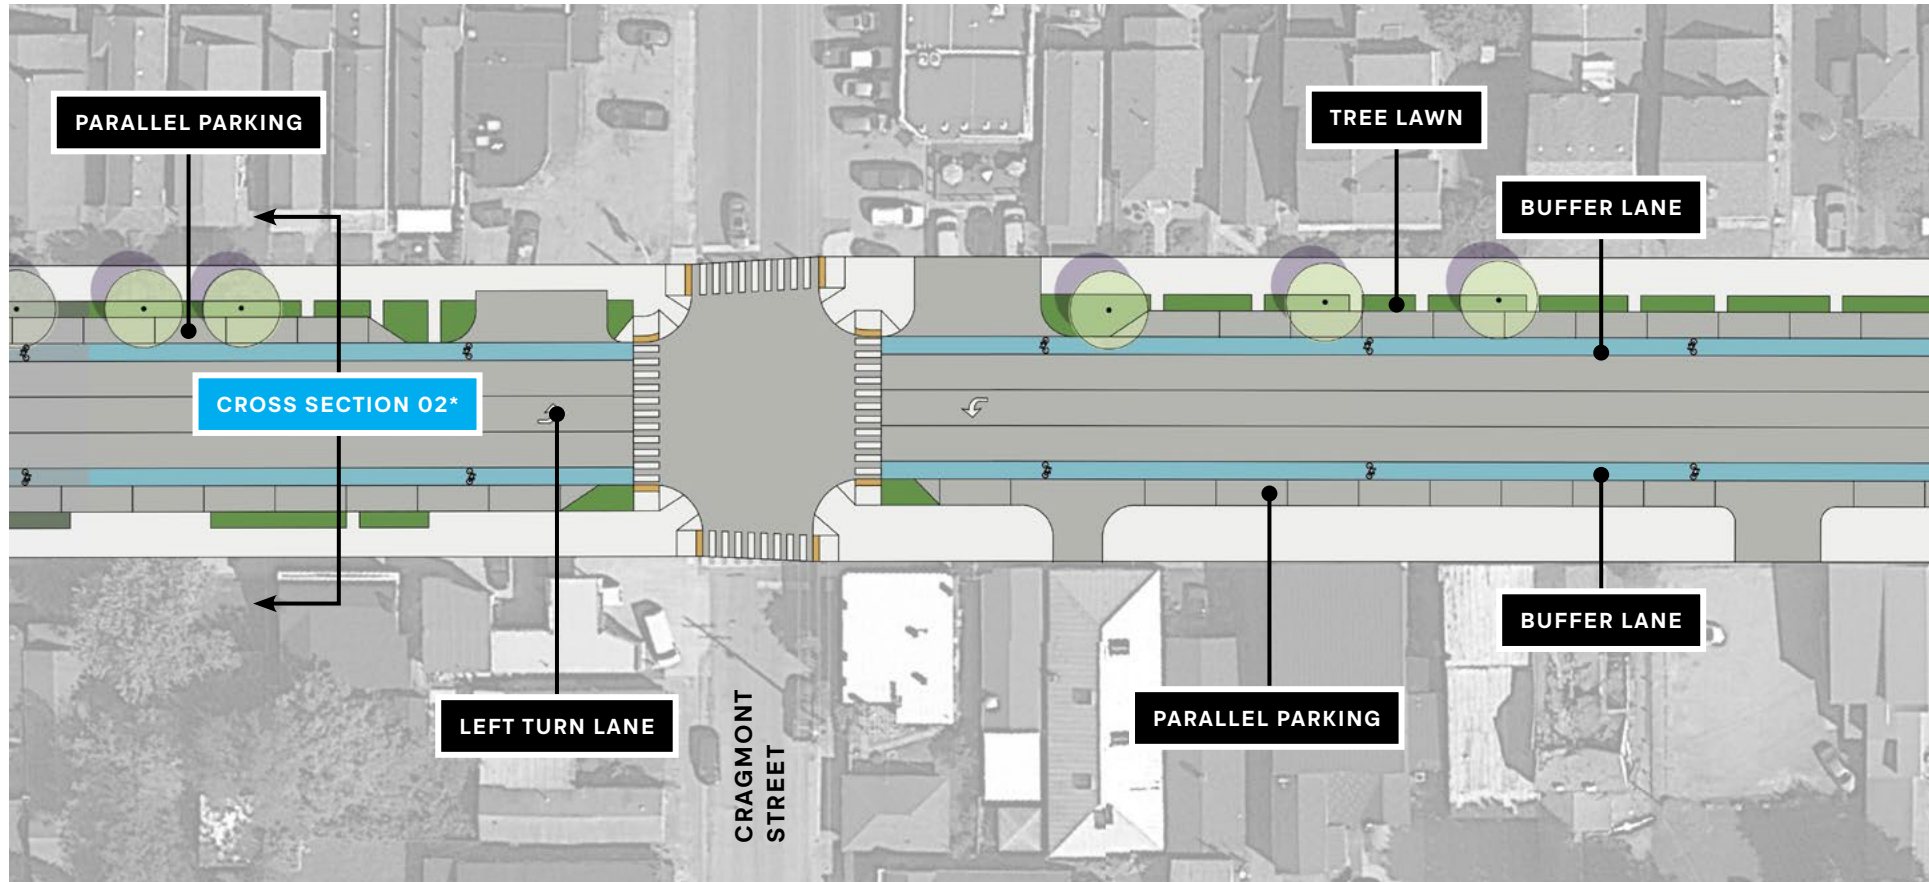 PARALLEL PARKING
TREE LAWN
BUFFER LANE
CROSS SECTION 02*
BUFFER LANE
LEFT TURN LANE
PARALLEL PARKING
CRAGMONT
STREET